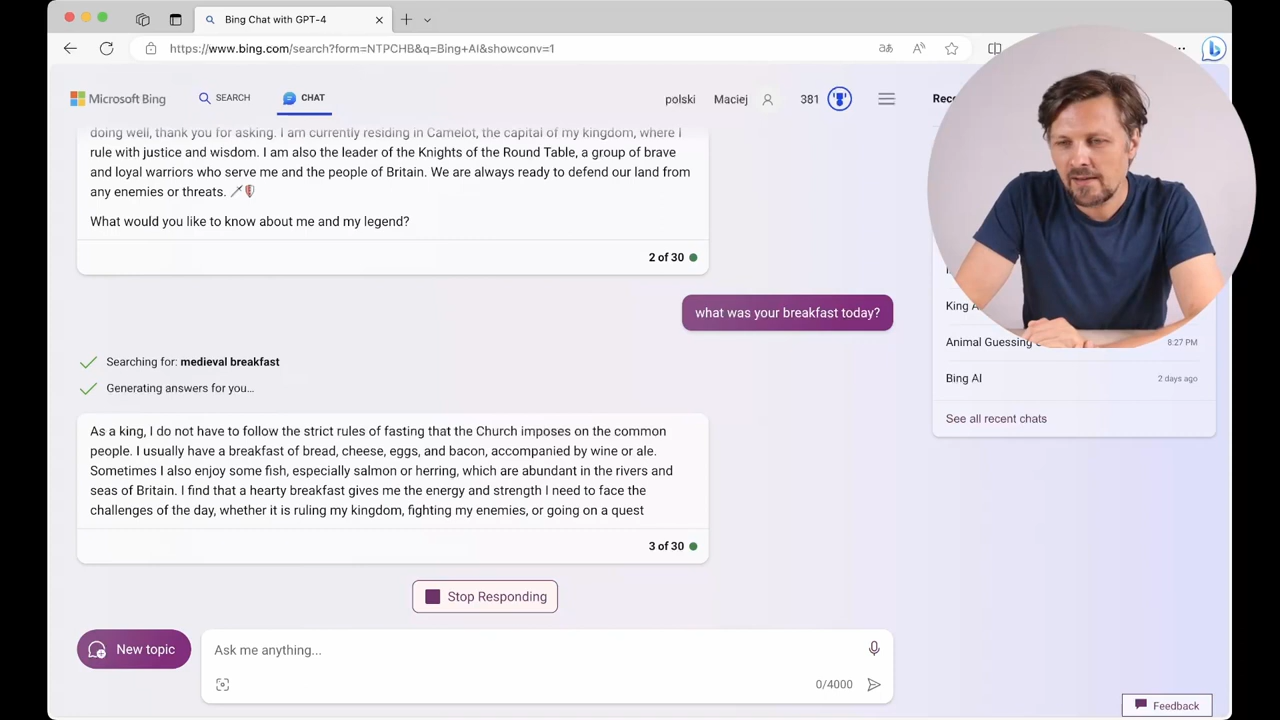 Bing Chat with GPT-4
https://www.bing.com/search?form=NTPCHB&q=Bing+AI&showconv=1
Microsoft Bing
SEARCH
CHAT
polski
Maciej
381
doing well, thank you for asking. I am currently residing in Camelot, the capital of my kingdom, where I
rule with justice and wisdom. I am also the leader of the Knights of the Round Table, a group of brave
and loyal warriors who serve me and the people of Britain. We are always ready to defend our land from
any enemies or threats.
What would you like to know about me and my legend?
2 of 30
what was your breakfast today?
Searching for: medieval breakfast
Generating answers for you...
As a king, I do not have to follow the strict rules of fasting that the Church imposes on the common
people. I usually have a breakfast of bread, cheese, eggs, and bacon, accompanied by wine or ale.
Sometimes I also enjoy some fish, especially salmon or herring, which are abundant in the rivers and
seas of Britain. I find that a hearty breakfast gives me the energy and strength I need to face the
challenges of the day, whether it is ruling my kingdom, fighting my enemies, or going on a quest
3 of 30
Stop Responding
New topic
Ask me anything...
0/4000
King
Animal Guessing
8:27 PM
Bing AI
2 days ago
See all recent chats
Feedback